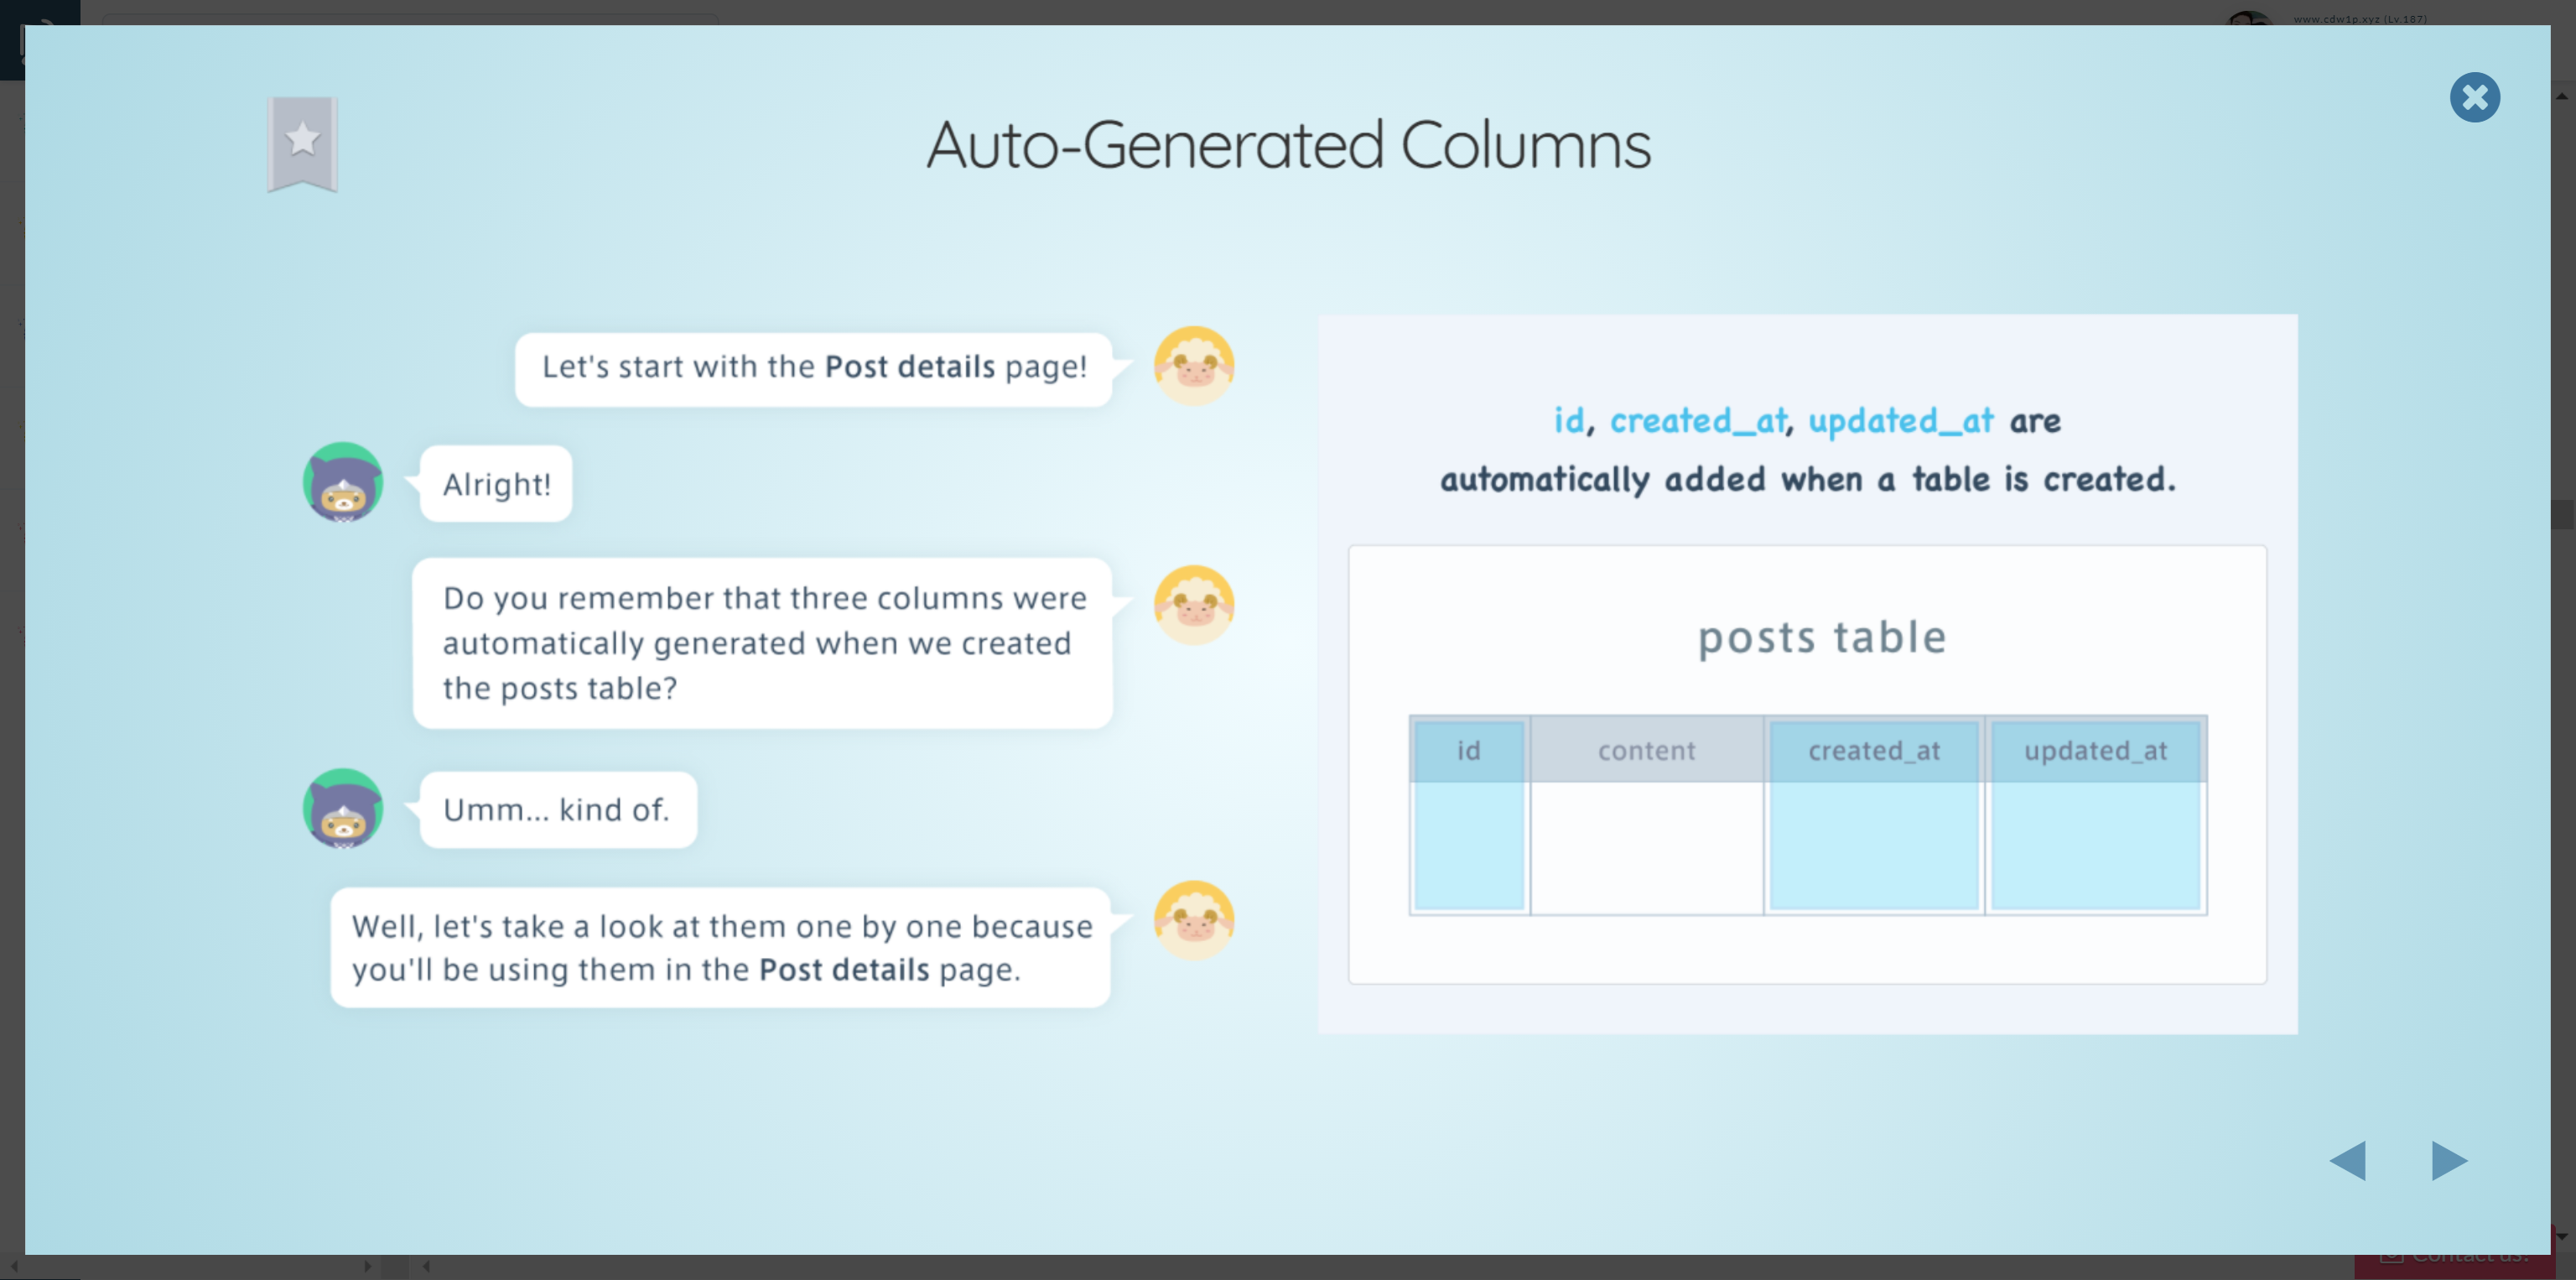 www.cdw1p.xyz (Lv.187)
Auto-Generated Columns
Let's start with the Post details page!
Alright!
Do you remember that three columns were
automatically generated when we created
the posts table?
Umm... kind of.
Well, let's take a look at them one by one because
you'll be using them in the Post details page.
id, created_at, updated_at are
automatically added when a table is created.
posts table
id content created_at updated_at
Contact us!